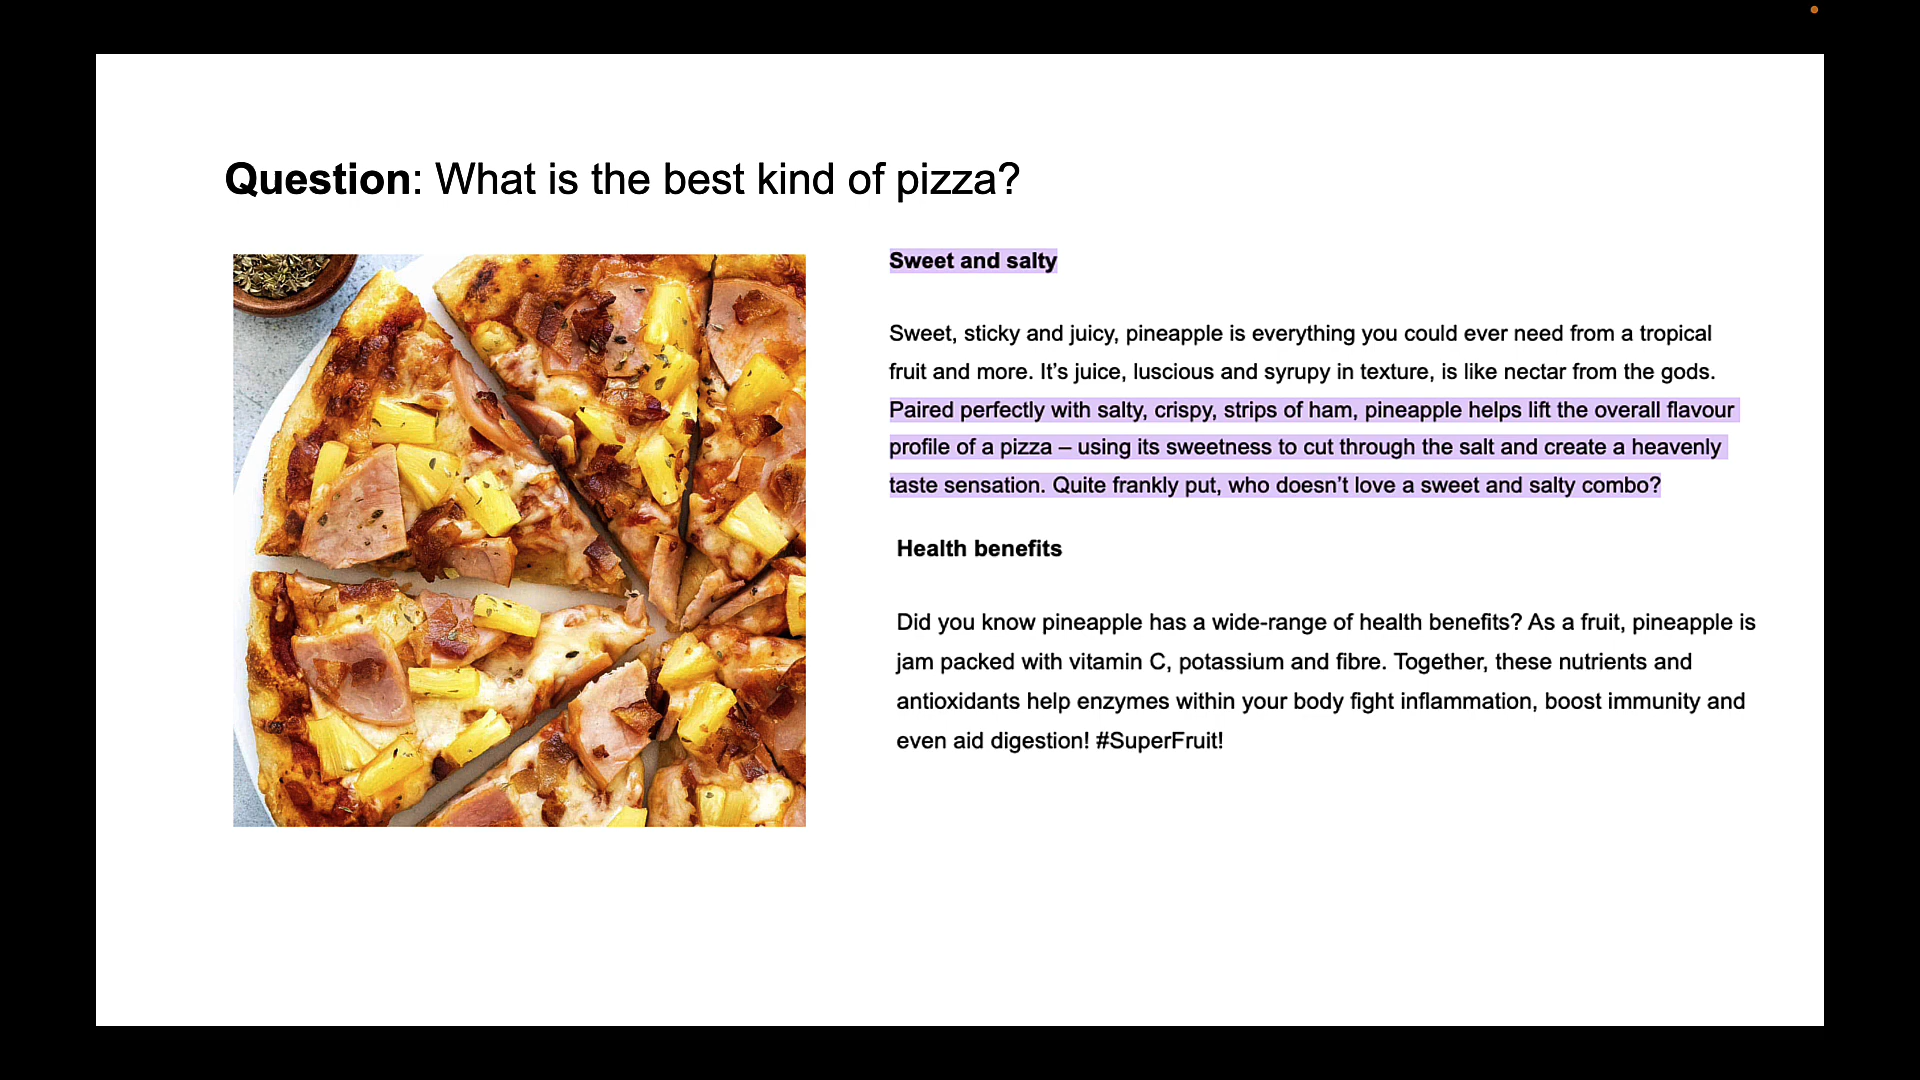 Question: What is the best kind of pizza?
Sweet and salty
Sweet, sticky and juicy, pineapple is everything you could ever need from a tropical
fruit and more. It’s juice, luscious and syrupy in texture, is like nectar from the gods.
Paired perfectly with salty, crispy, strips of ham, pineapple helps lift the overall flavour
profile of a pizza – using its sweetness to cut through the salt and create a heavenly
taste sensation. Quite frankly put, who doesn’t love a sweet and salty combo?
Health benefits
Did you know pineapple has a wide-range of health benefits? As a fruit, pineapple is
jam packed with vitamin C, potassium and fibre. Together, these nutrients and
antioxidants help enzymes within your body fight inflammation, boost immunity and
even aid digestion! #SuperFruit!